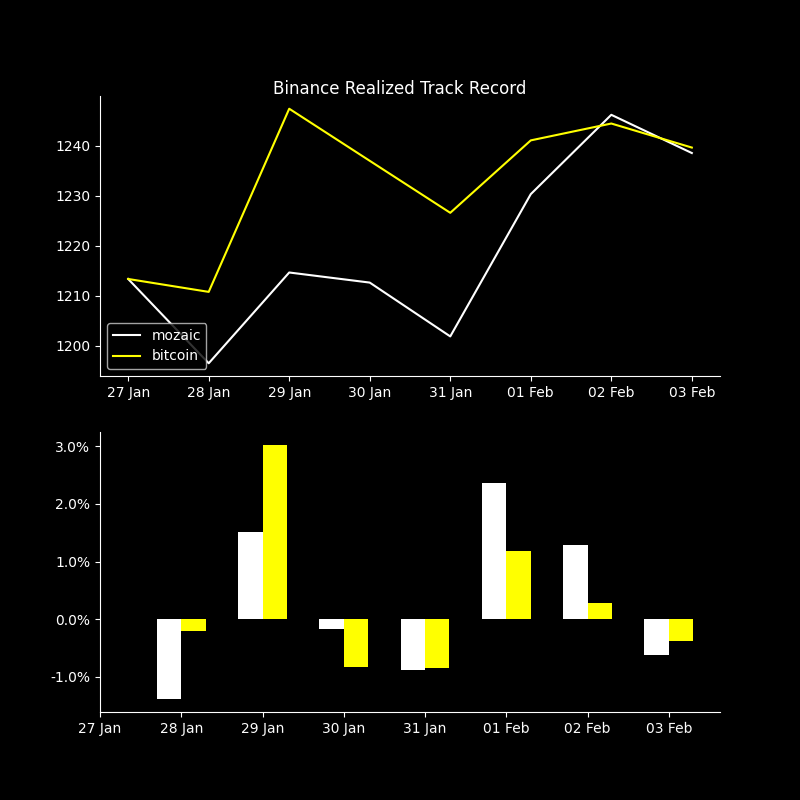 Binance Realized Track Record
1240
1230
1220
1210
1200
mozaic
bitcoin
27 Jan 28 Jan 29 Jan 30 Jan 31 Jan 01 Feb 02 Feb 03 Feb
3.0%
2.0%
1.0%
0.0%
-1.0%
27 Jan 28 Jan 29 Jan 30 Jan 31 Jan 01 Feb 02 Feb 03 Feb